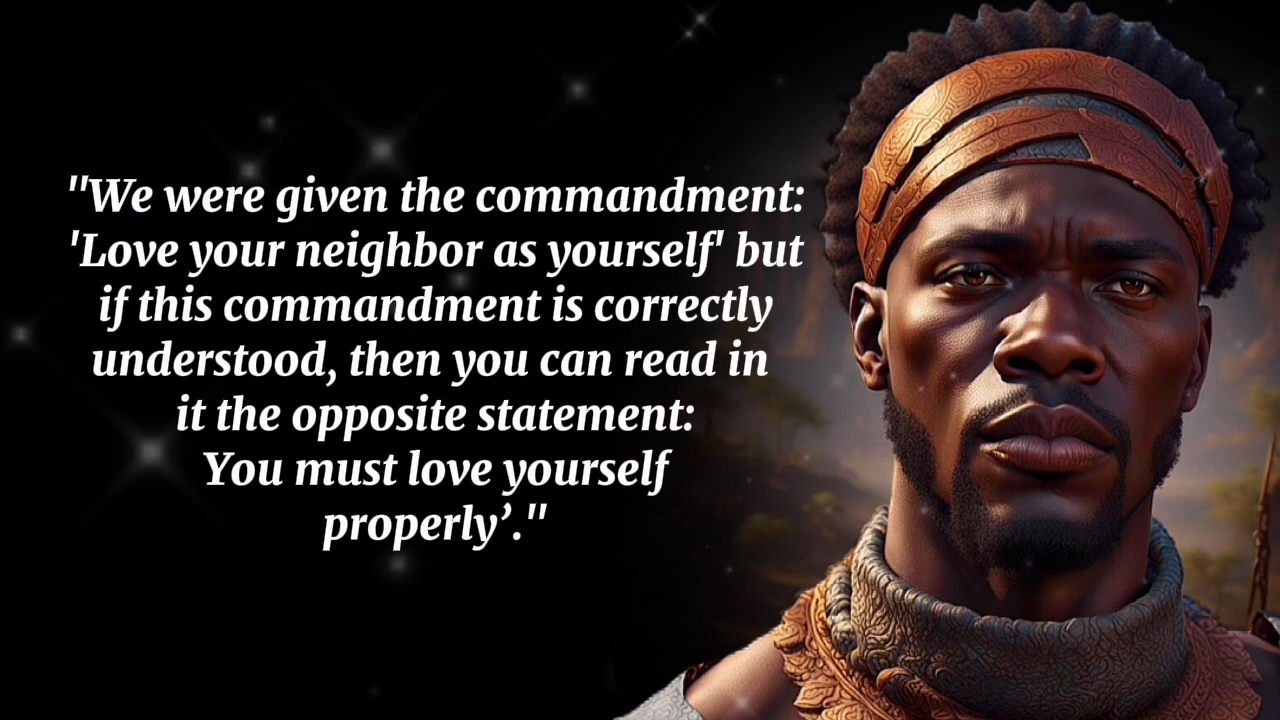 "We were given the commandment:
'Love your neighbor as yourself' but
if this commandment is correctly
understood, then you can read in
it the opposite statement:
You must love yourself
properly’."